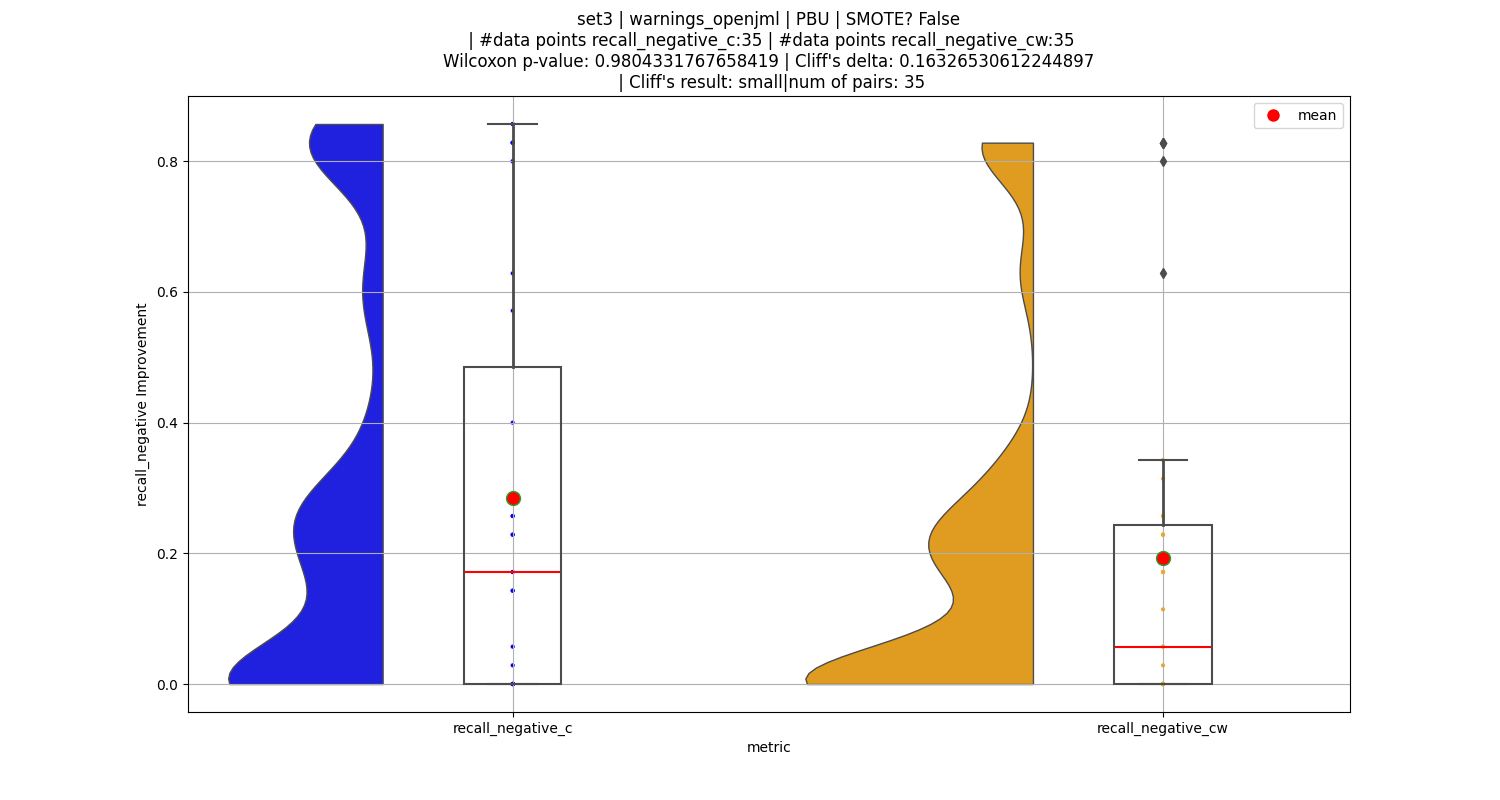 set3 | warnings_openjml | PBU | SMOTE? False
| #data points recall_negative_c:35 | #data points recall_negative_cw:35
Wilcoxon p-value: 0.9804331767658419 | Cliff's delta: 0.16326530612244897
| Cliff's result: small|num of pairs: 35
mean
0.8
0.6
0.4
0.2
0.0
recall_negative Improvement
recall_negative_c
recall_negative_cw
metric